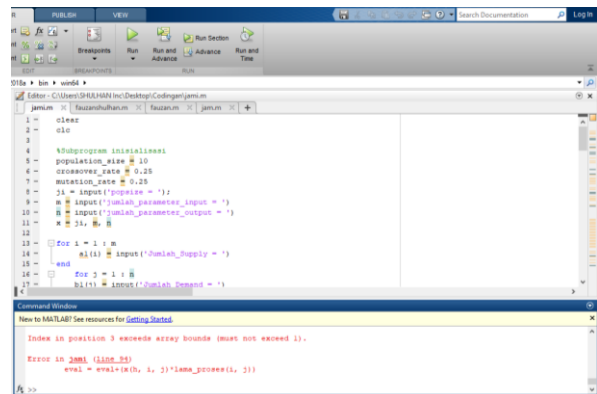 PUBLISH VIEW
Search Documentation
Log In
Breakpoints
Run
Run and Advance
Run Section
Advance
Run and Time
EDIT BREAKPOINTS RUN
bin win64
Editor - C:\Users\SHULHAN Inc\Desktop\Codingan\jami.m
jami.m fauzanshulhan.m fauzan.m jam.m +
1 - clear
2 - clc
3
4 %Subprogram inisialisasi
5 - population_size = 10
6 - crossover_rate = 0.25
7 - mutation_rate = 0.25
8 - ji = input('popsize = ');
9 - m = input('jumlah_parameter_input = ')
10 - n = input('jumlah_parameter_output = ')
11 - x = ji, m, n
12
13 - for i = 1 : m
14 - a1(i) = input('Jumlah_Supply = ')
15 - end
16 - for j = 1 : n
17 - b1(j) = input('Jumlah Demand = ')
Command Window
New to MATLAB? See resources for Getting Started.
Index in position 3 exceeds array bounds (must not exceed 1).
Error in jami (line 94)
eval = eval+(x(h, i, j)*lama_proses(i, j))
fx >>